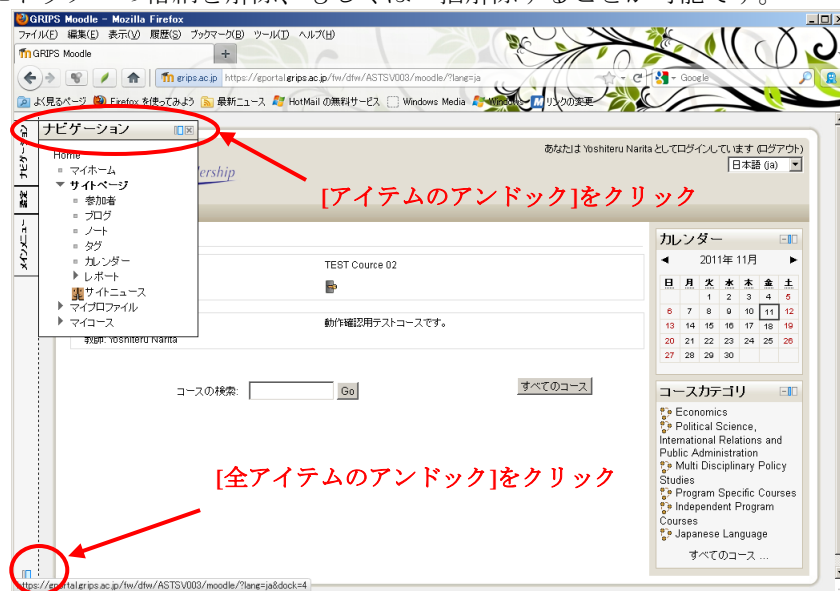 GRIPS Moodle - Mozilla Firefox
ファイル(F) 編集(E) 表示(V) 履歴(S) ブックマーク(B) ツール(T) ヘルプ(H)
GRIPS Moodle
grips.ac.jp https://eportal.grips.ac.jp/fw/dfw/ASTSV003/moodle/?lang=ja
Google
よく見るページ Firefox を使ってみよう 最新ニュース HotMail の無料サービス Windows Media Windows リンクの変更
ナビゲーション
設定
メインメニュー
ナビゲーション
Home
マイホーム
サイトページ
参加者
ブログ
ノート
タグ
カレンダー
レポート
サイトニュース
マイプロファイル
マイコース
あなたは Yoshiteru Narita としてログインしています (ログアウト)
日本語 (ja)
ership
[アイテムのアンドック]をクリック
TEST Cource 02
動作確認用テストコースです。
教師: Yoshiteru Narita
コースの検索: Go
すべてのコース
[全アイテムのアンドック]をクリック
カレンダー
2011年 11月
日 月 火 水 木 金 土
1 2 3 4 5
6 7 8 9 10 11 12
13 14 15 16 17 18 19
20 21 22 23 24 25 26
27 28 29 30
コースカテゴリ
Economics
Political Science,
International Relations and
Public Administration
Multi Disciplinary Policy
Studies
Program Specific Courses
Independent Program
Courses
Japanese Language
すべてのコース ...
https://eportal.grips.ac.jp/fw/dfw/ASTSV003/moodle/?lang=ja&dock=4